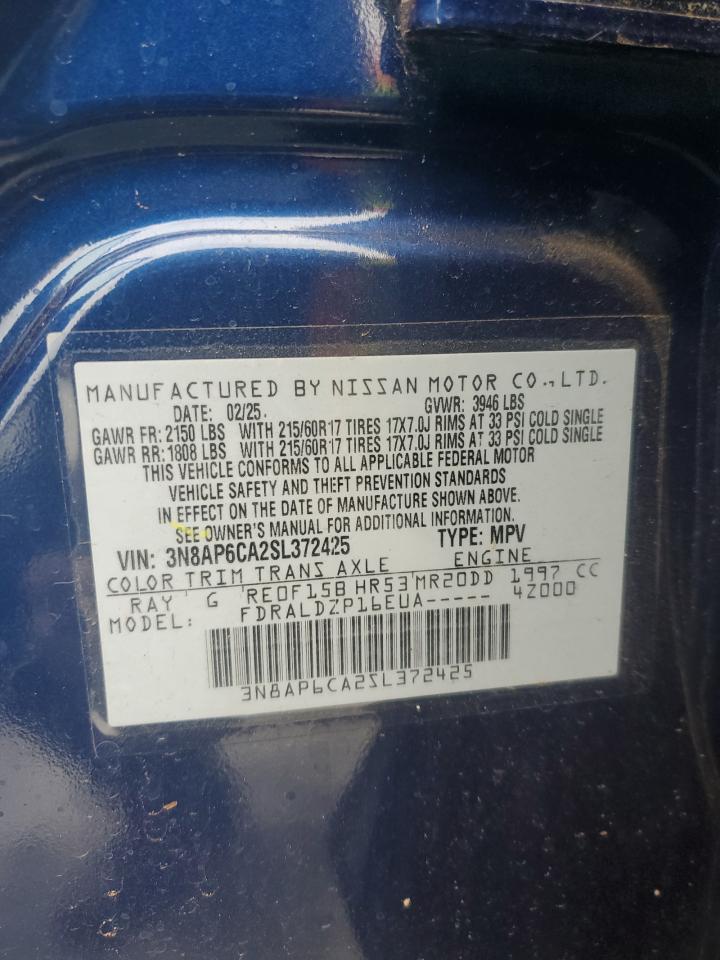 MANUFACTURED BY NISSAN MOTOR CO.,LTD.
DATE: 02/25. GVWR: 3946 LBS
GAWR FR: 2150 LBS WITH 215/60R17 TIRES 17X7.0J RIMS AT 33 PSI COLD SINGLE
GAWR RR: 1808 LBS WITH 215/60R17 TIRES 17X7.0J RIMS AT 33 PSI COLD SINGLE
THIS VEHICLE CONFORMS TO ALL APPLICABLE FEDERAL MOTOR
VEHICLE SAFETY AND THEFT PREVENTION STANDARDS
IN EFFECT ON THE DATE OF MANUFACTURE SHOWN ABOVE.
SEE OWNER'S MANUAL FOR ADDITIONAL INFORMATION
VIN: 3N8AP6CA2SL372425 TYPE: MPV
COLOR TRIM TRANS AXLE ENGINE
RAY G RE0F15B HR53 MR20DD 1997 CC
MODEL: FDRALDZP16EUA----- 4Z000
3N8AP6CA2SL372425